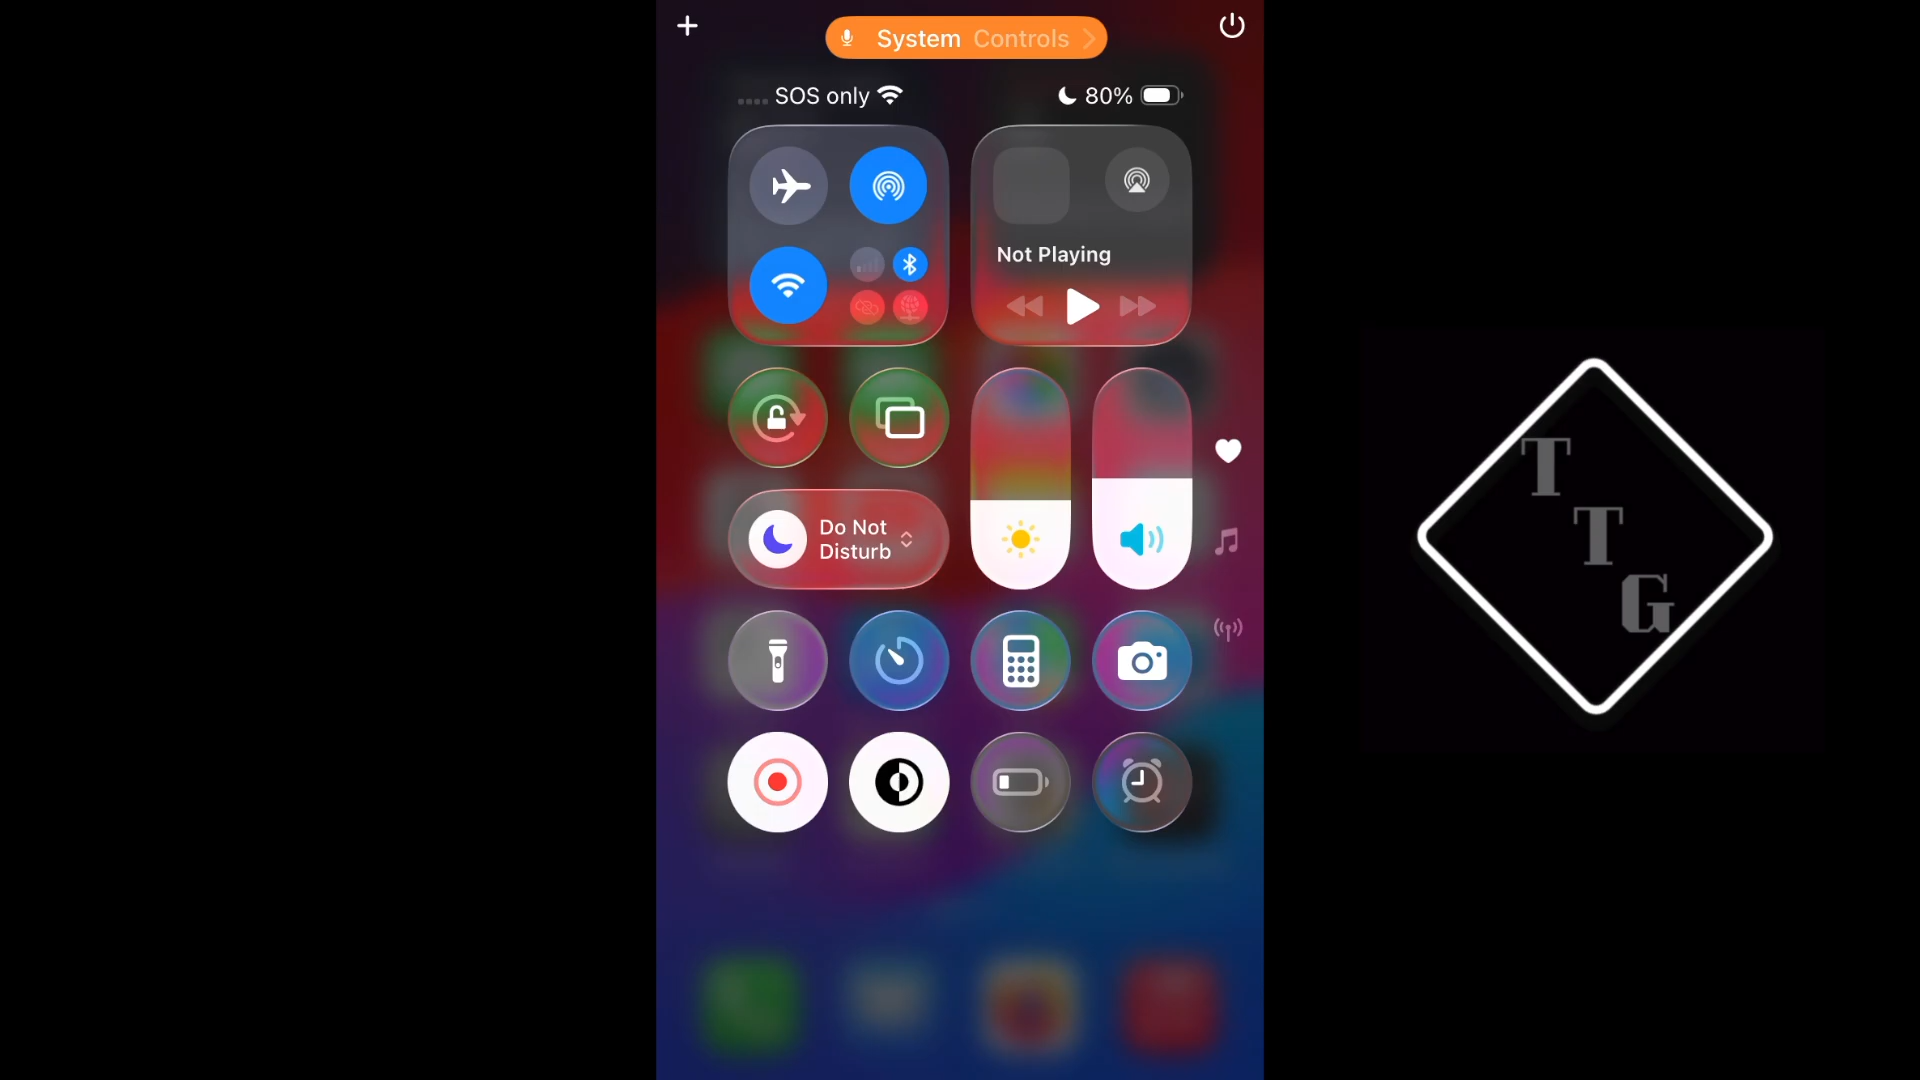 System Controls
SOS only
80%
Not Playing
Do Not
Disturb
T
T
G